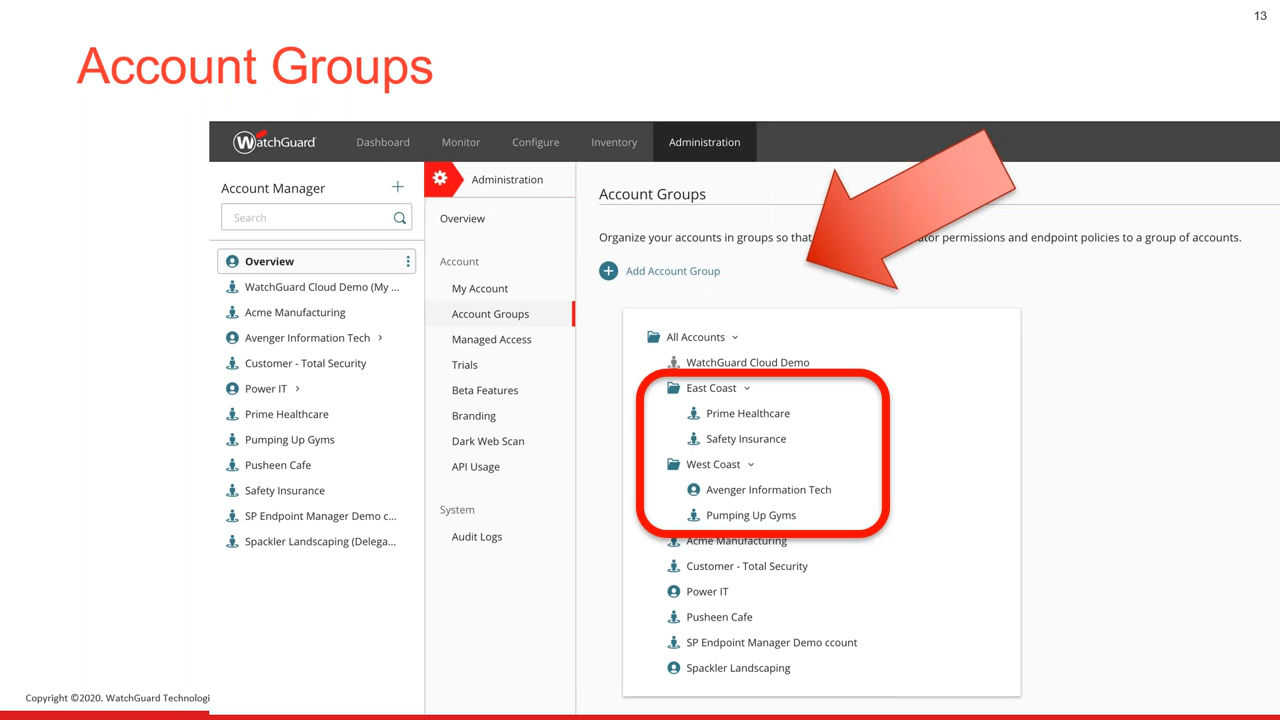 13
Account Groups
WatchGuard
Dashboard
Monitor
Configure
Inventory
Administration
Account Manager
Search
Overview
WatchGuard Cloud Demo (My ...
Acme Manufacturing
Avenger Information Tech
Customer - Total Security
Power IT
Prime Healthcare
Pumping Up Gyms
Pusheen Cafe
Safety Insurance
SP Endpoint Manager Demo c...
Spackler Landscaping (Delega...
Administration
Overview
Account
My Account
Account Groups
Managed Access
Trials
Beta Features
Branding
Dark Web Scan
API Usage
System
Audit Logs
Account Groups
Organize your accounts in groups so that permissions and endpoint policies to a group of accounts.
Add Account Group
All Accounts
WatchGuard Cloud Demo
East Coast
Prime Healthcare
Safety Insurance
West Coast
Avenger Information Tech
Pumping Up Gyms
Acme Manufacturing
Customer - Total Security
Power IT
Pusheen Cafe
SP Endpoint Manager Demo ccount
Spackler Landscaping
Copyright ©2020. WatchGuard Technologi